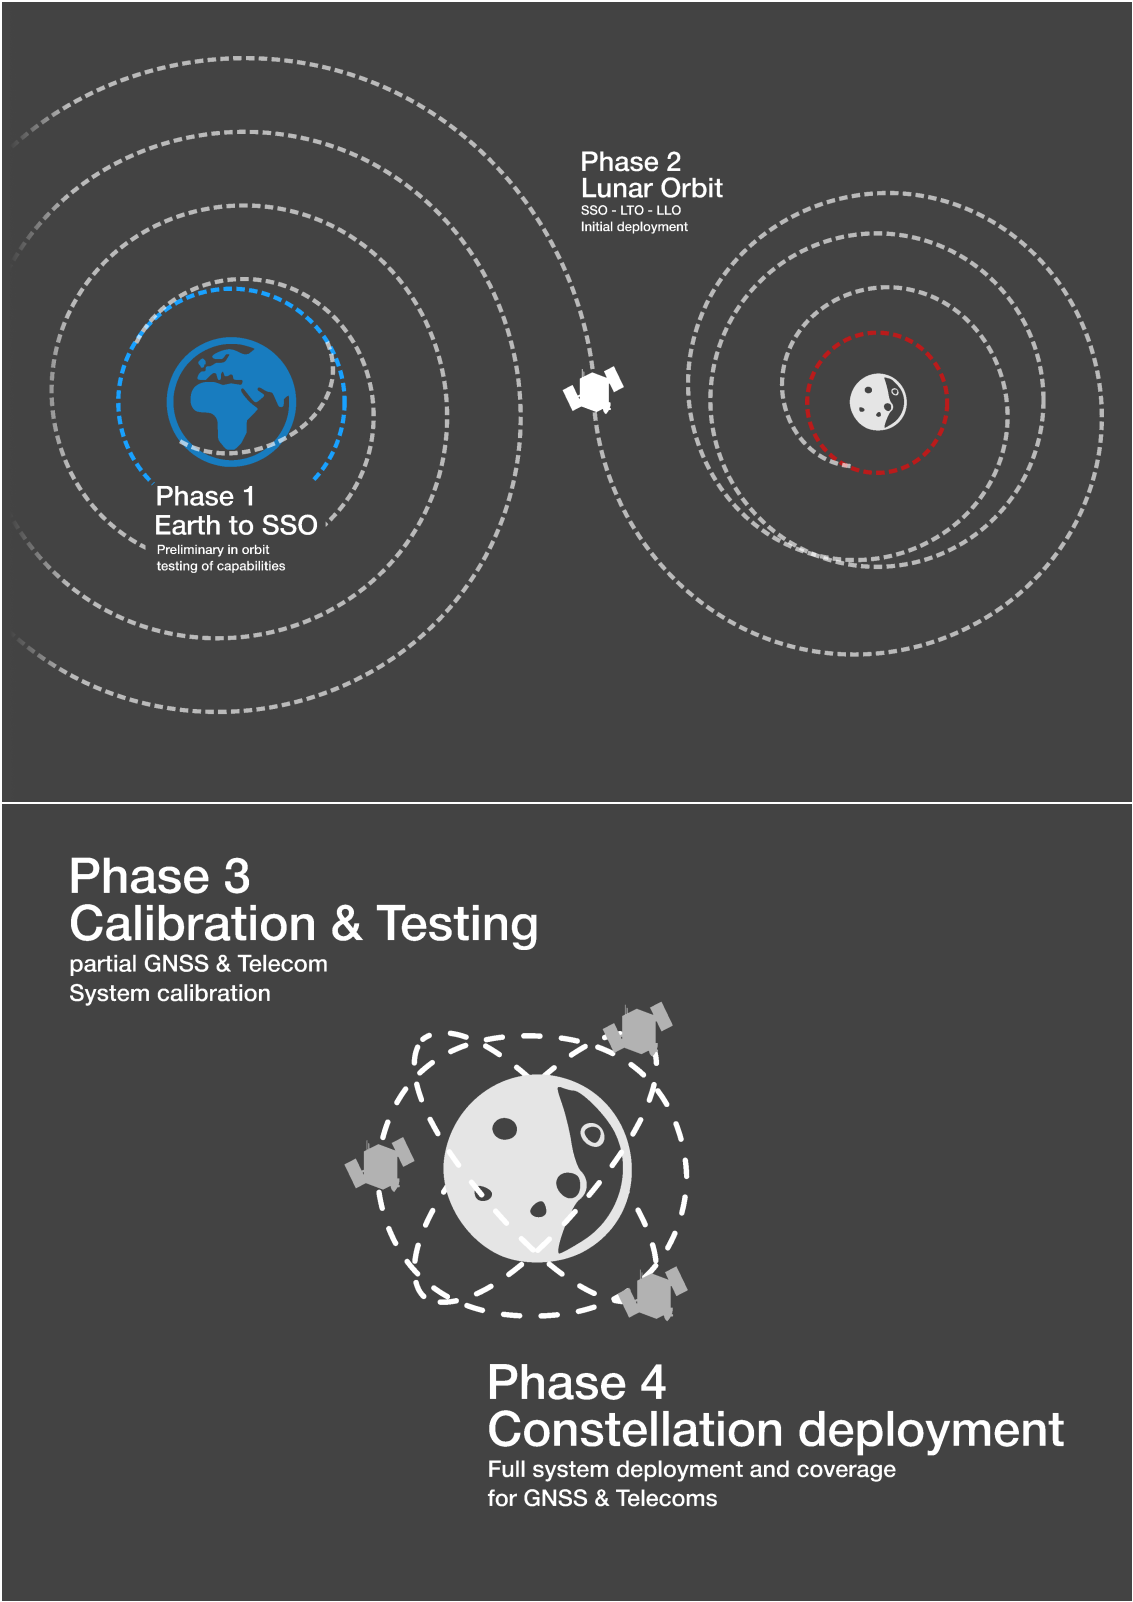 Phase 2
Lunar Orbit
SSO - LTO - LLO
Initial deployment
Phase 1
Earth to SSO
Preliminary in orbit
testing of capabilities
Phase 3
Calibration & Testing
partial GNSS & Telecom
System calibration
Phase 4
Constellation deployment
Full system deployment and coverage
for GNSS & Telecoms